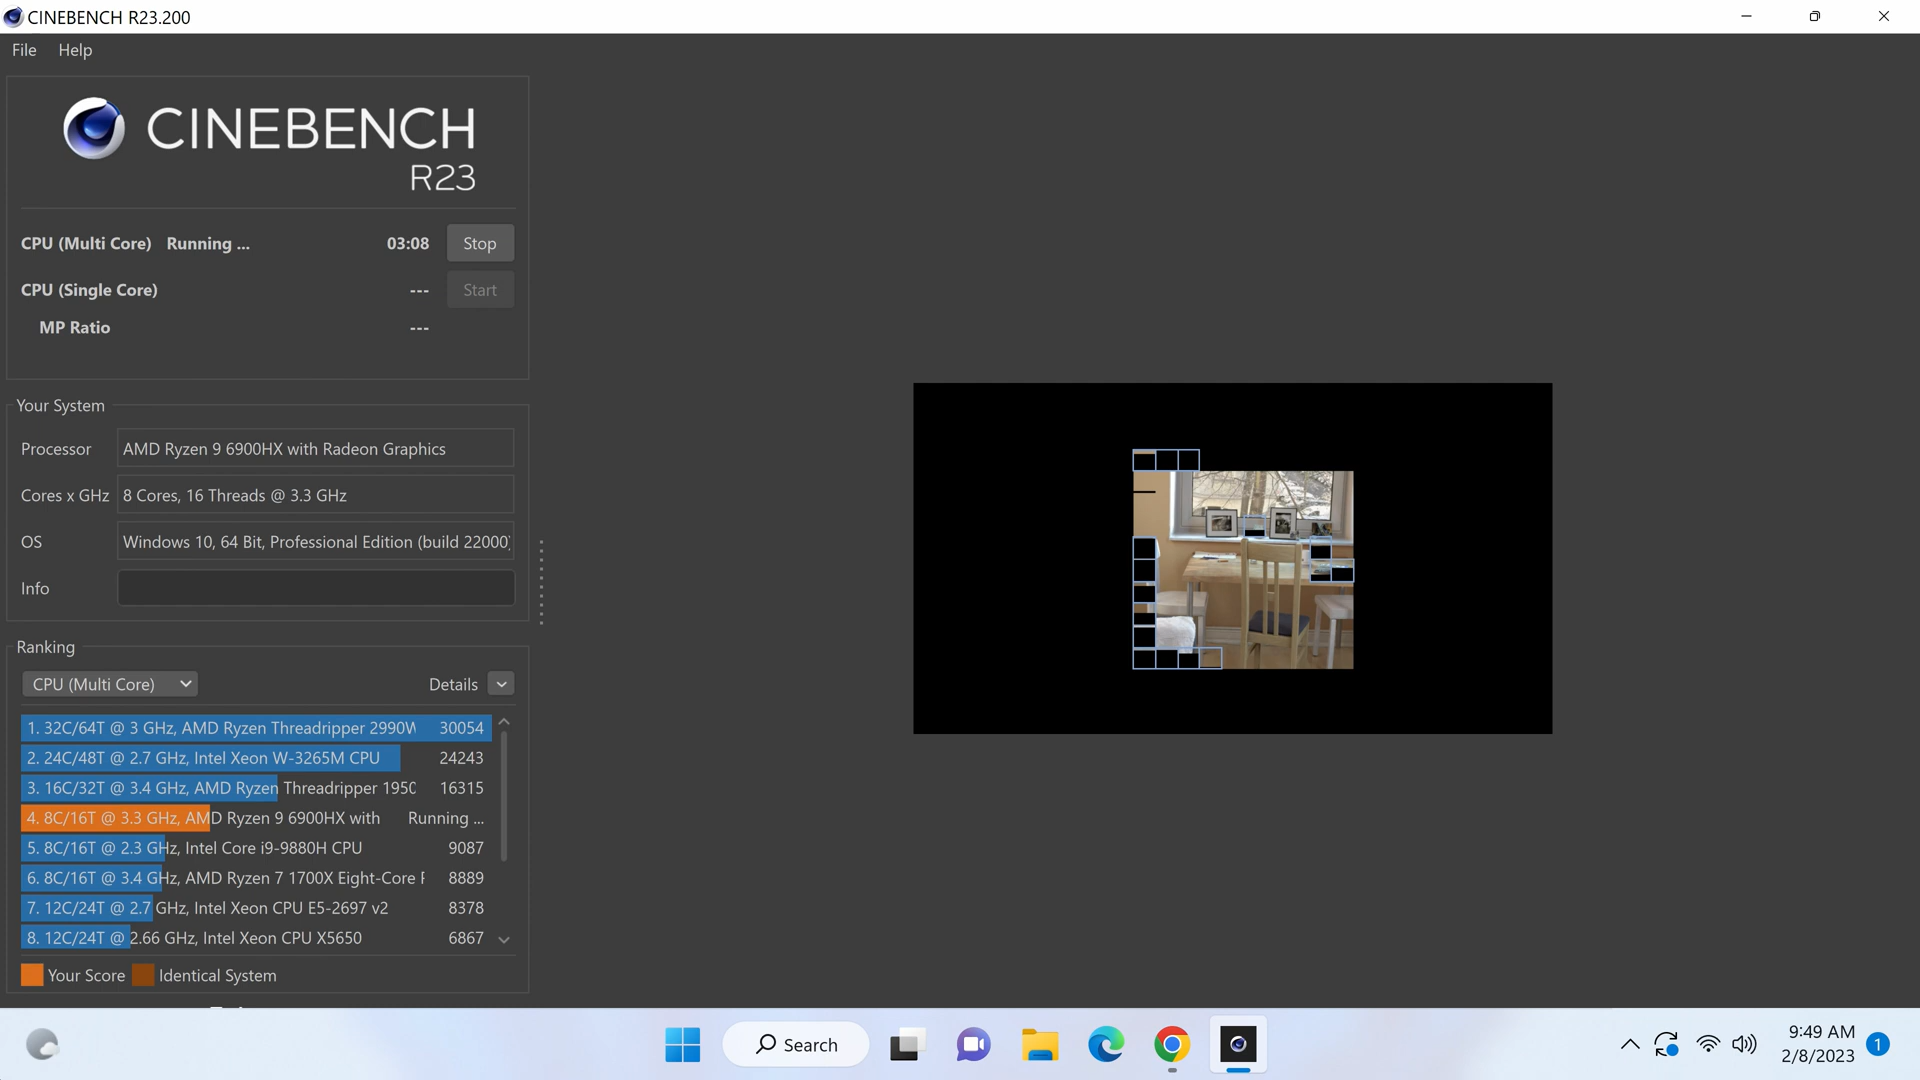 CINEBENCH R23.200
File Help
CINEBENCH
R23
CPU (Multi Core) Running ... 03:08 Stop
CPU (Single Core) --- Start
MP Ratio ---
Your System
Processor AMD Ryzen 9 6900HX with Radeon Graphics
Cores x GHz 8 Cores, 16 Threads @ 3.3 GHz
OS Windows 10, 64 Bit, Professional Edition (build 22000)
Info
Ranking
CPU (Multi Core) Details
1. 32C/64T @ 3 GHz, AMD Ryzen Threadripper 2990W 30054
2. 24C/48T @ 2.7 GHz, Intel Xeon W-3265M CPU 24243
3. 16C/32T @ 3.4 GHz, AMD Ryzen Threadripper 195 16315
4. 8C/16T @ 3.3 GHz, AMD Ryzen 9 6900HX with Running ...
5. 8C/16T @ 2.3 GHz, Intel Core i9-9880H CPU 9087
6. 8C/16T @ 3.4 GHz, AMD Ryzen 7 1700X Eight-Core 8889
7. 12C/24T @ 2.7 GHz, Intel Xeon CPU E5-2697 v2 8378
8. 12C/24T @ 2.66 GHz, Intel Xeon CPU X5650 6867
Your Score Identical System
Search
9:49 AM
2/8/2023
1